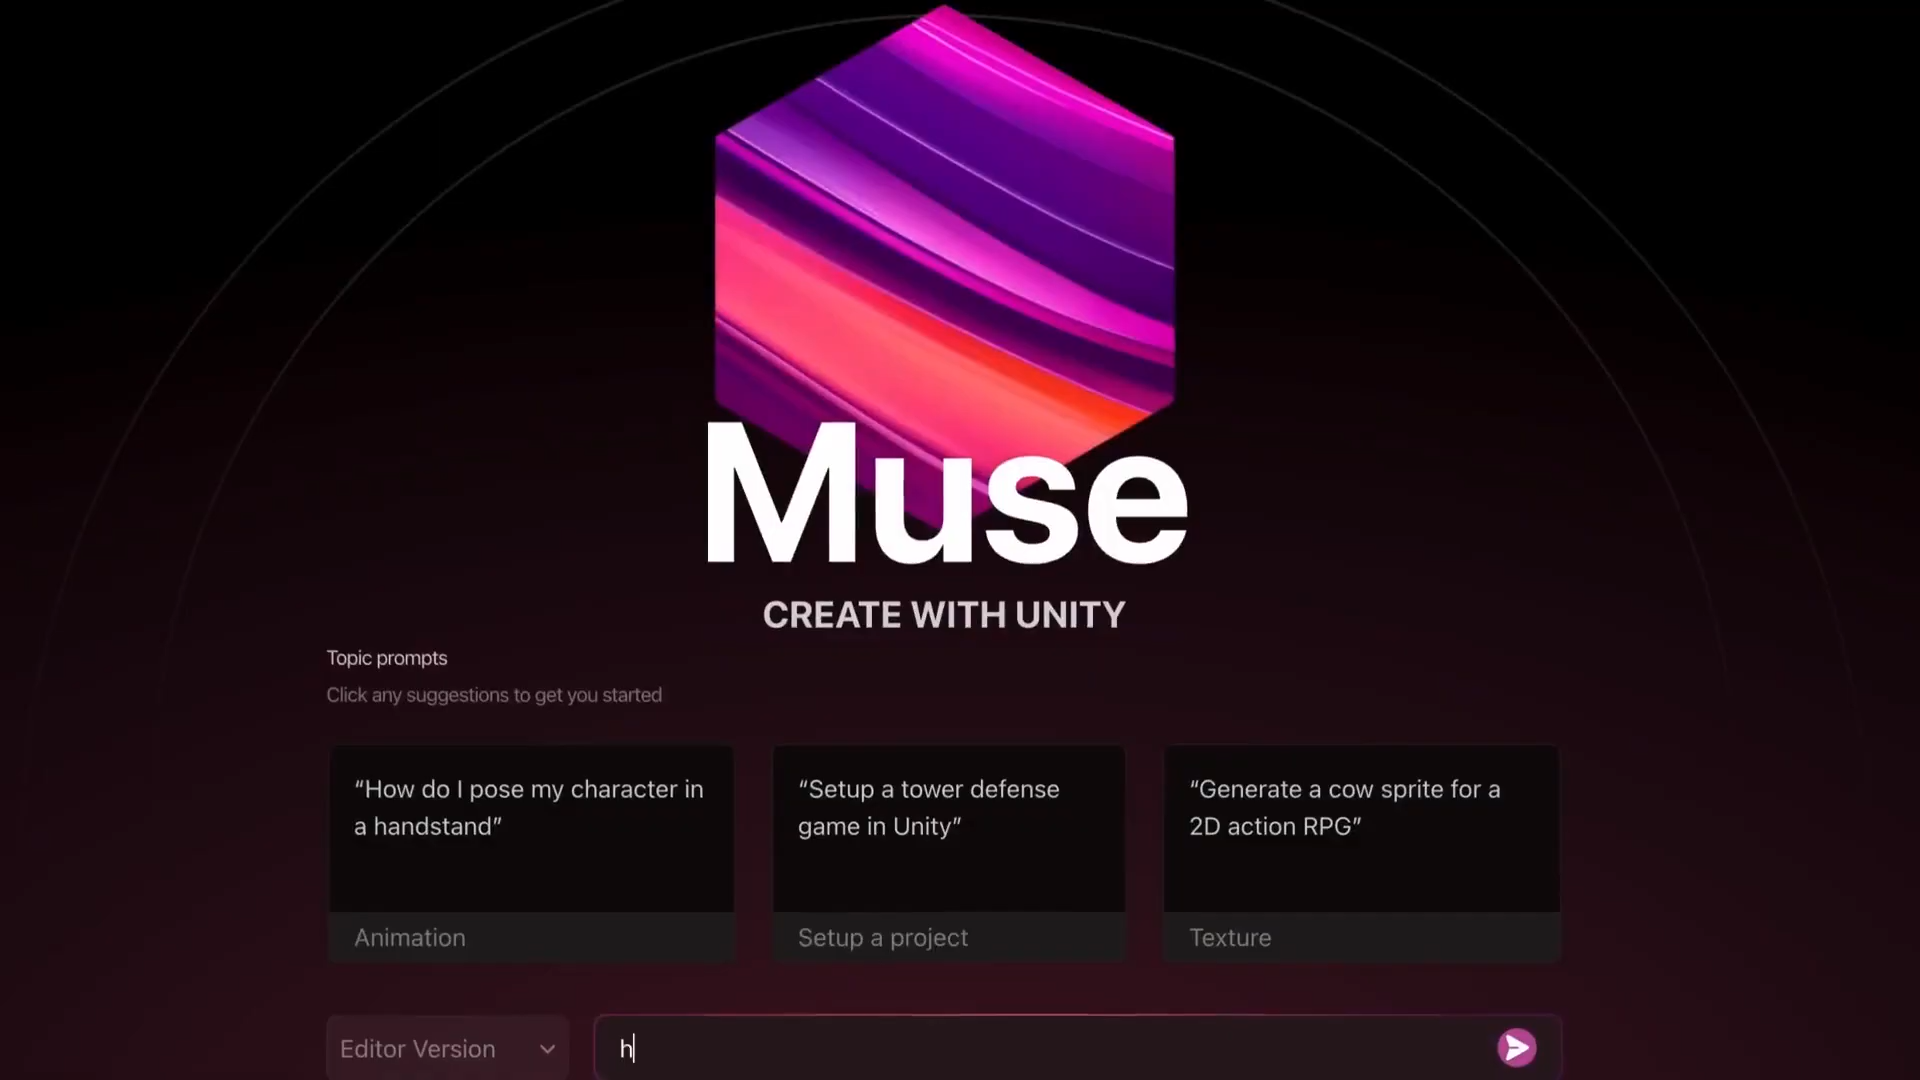 Muse
CREATE WITH UNITY
Topic prompts
Click any suggestions to get you started
“How do I pose my character in
a handstand”
Animation
“Setup a tower defense
game in Unity”
Setup a project
“Generate a cow sprite for a
2D action RPG”
Texture
Editor Version
h